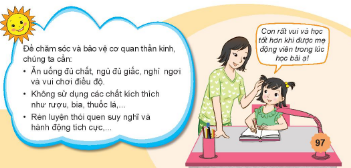 Để chăm sóc và bảo vệ cơ quan thần kinh,
chúng ta cần:
• Ăn uống đủ chất, ngủ đủ giấc, nghỉ ngơi
và vui chơi điều độ.
• Không sử dụng các chất kích thích
như rượu, bia, thuốc lá,...
• Rèn luyện thói quen suy nghĩ và
hành động tích cực,...
Con rất vui và học
tốt hơn khi được mẹ
động viên trong lúc
học bài ạ!
97